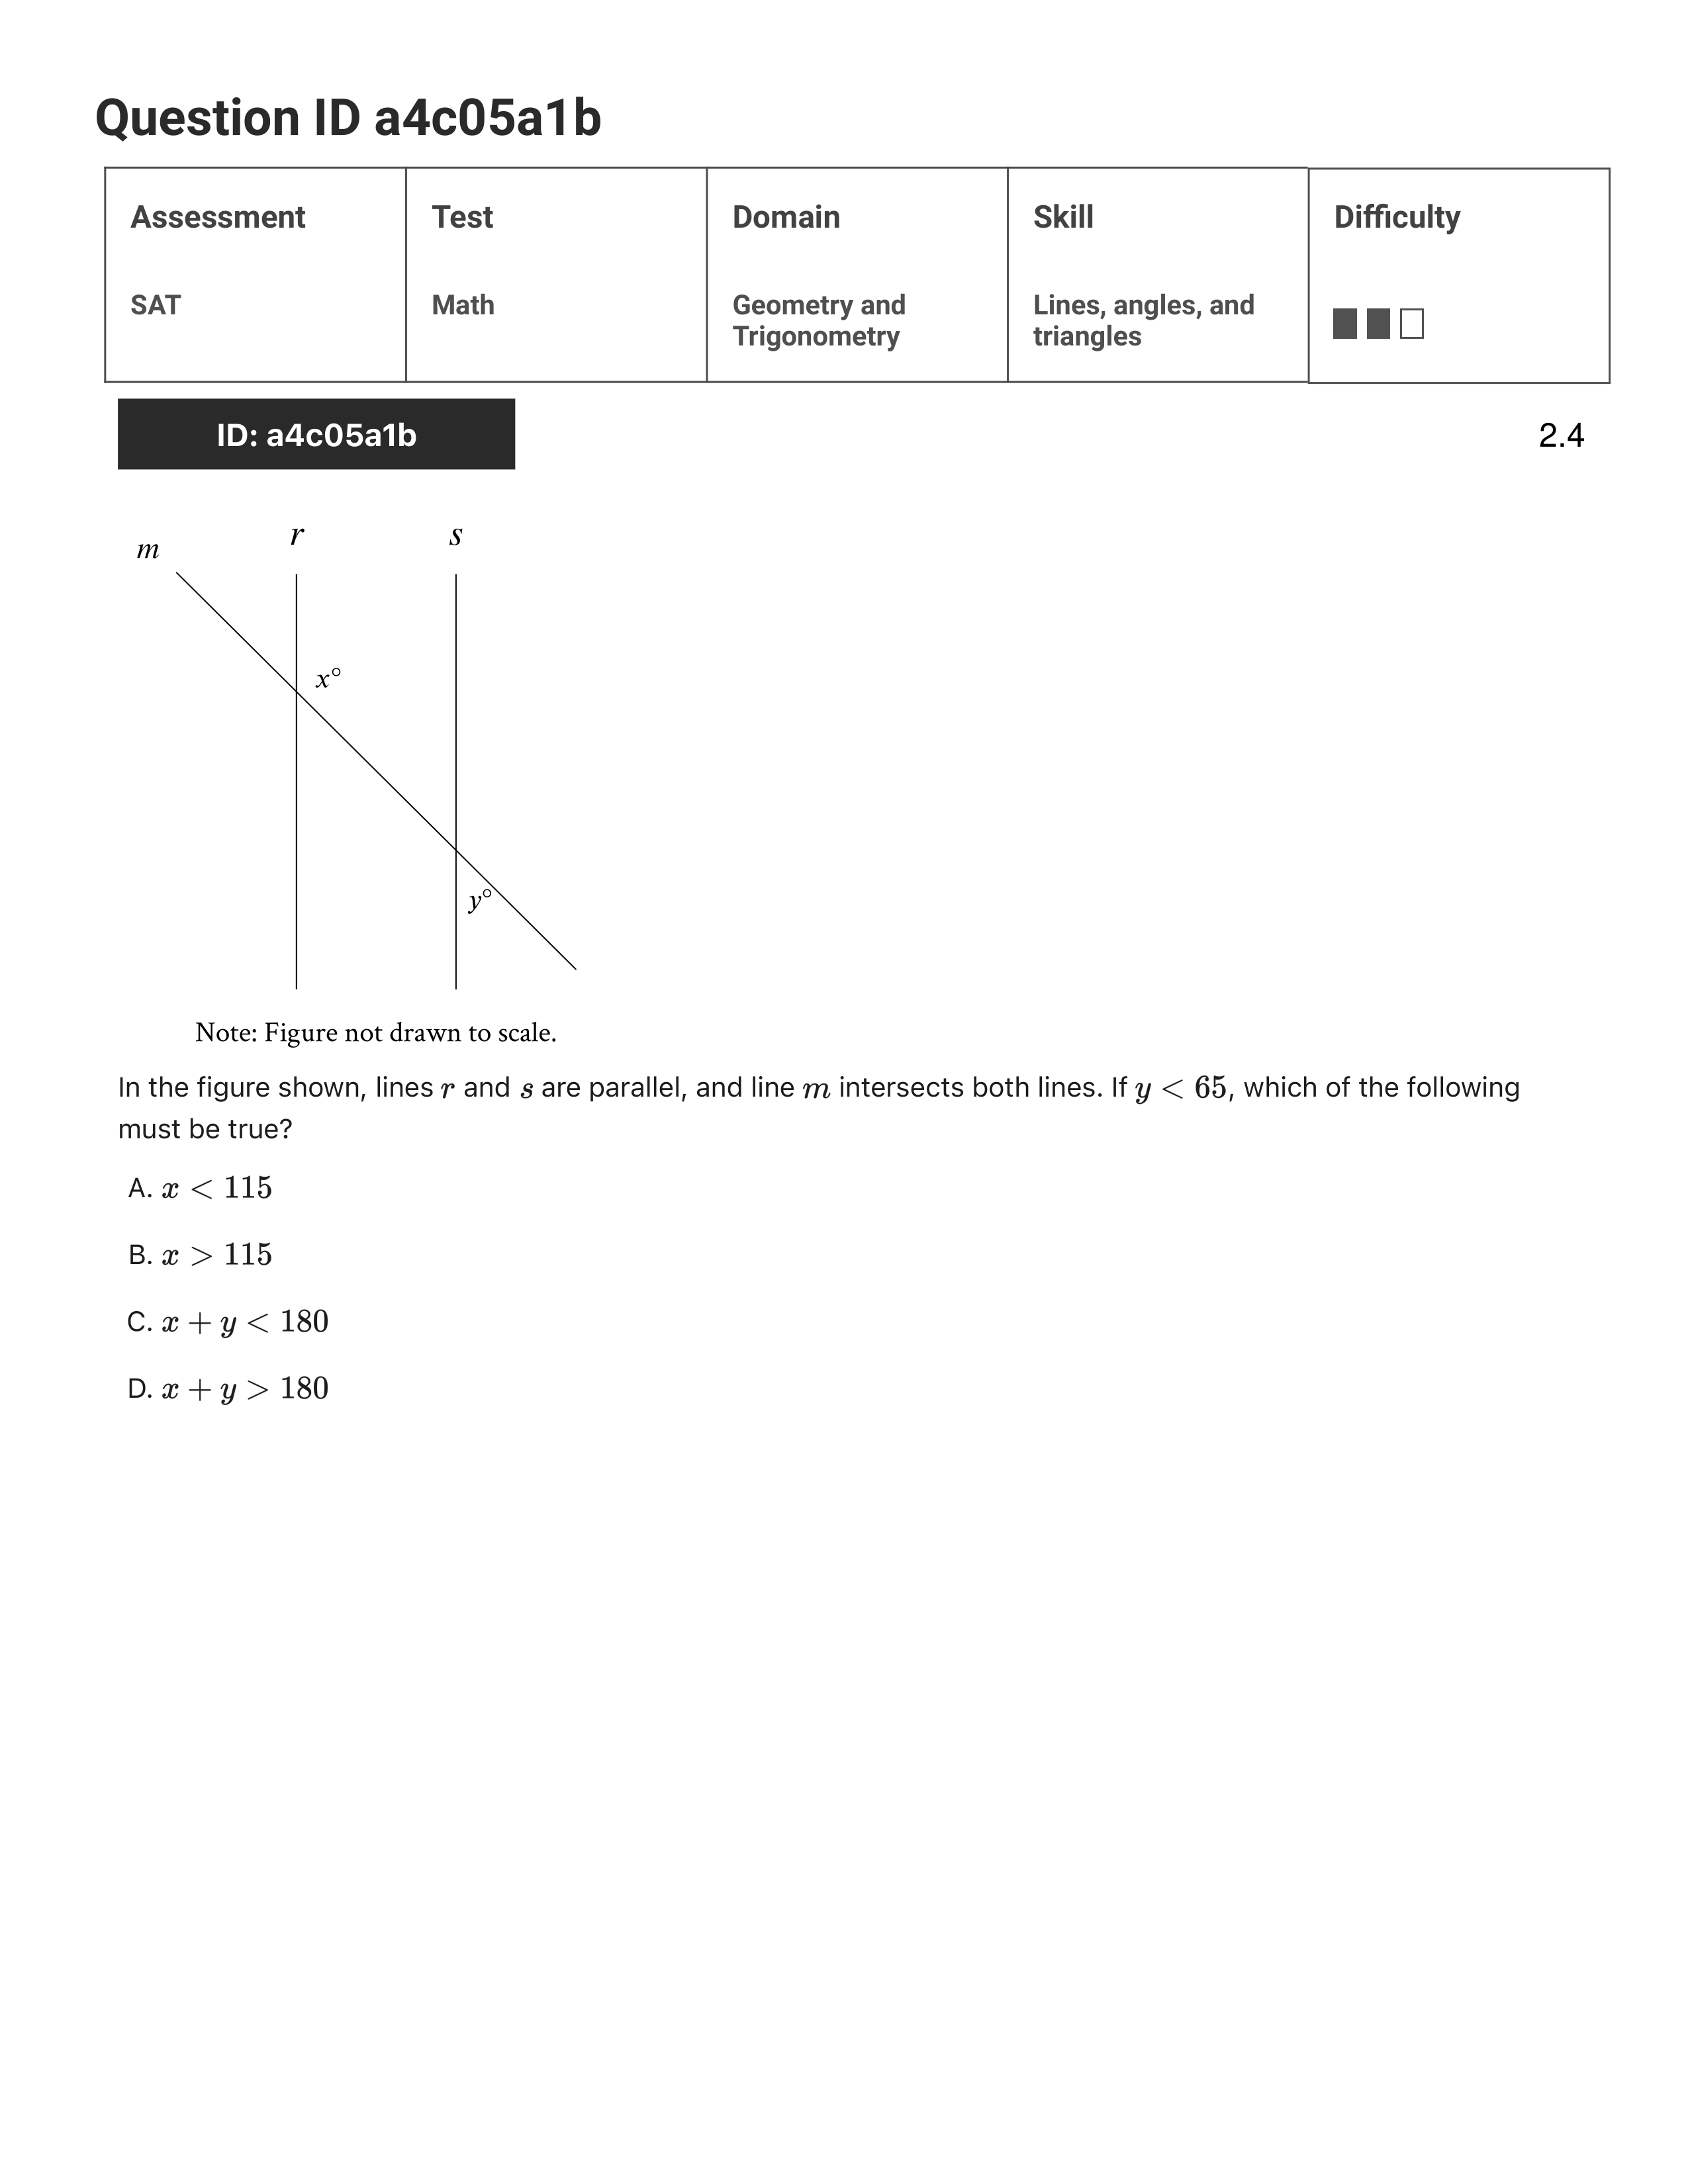 Question ID a4c05a1b
Assessment Test Domain Skill Difficulty
SAT Math Geometry and Trigonometry Lines, angles, and triangles
ID: a4c05a1b 2.4
m r s
x°
y°
Note: Figure not drawn to scale.
In the figure shown, lines r and s are parallel, and line m intersects both lines. If y < 65, which of the following
must be true?
A. x < 115
B. x > 115
C. x + y < 180
D. x + y > 180